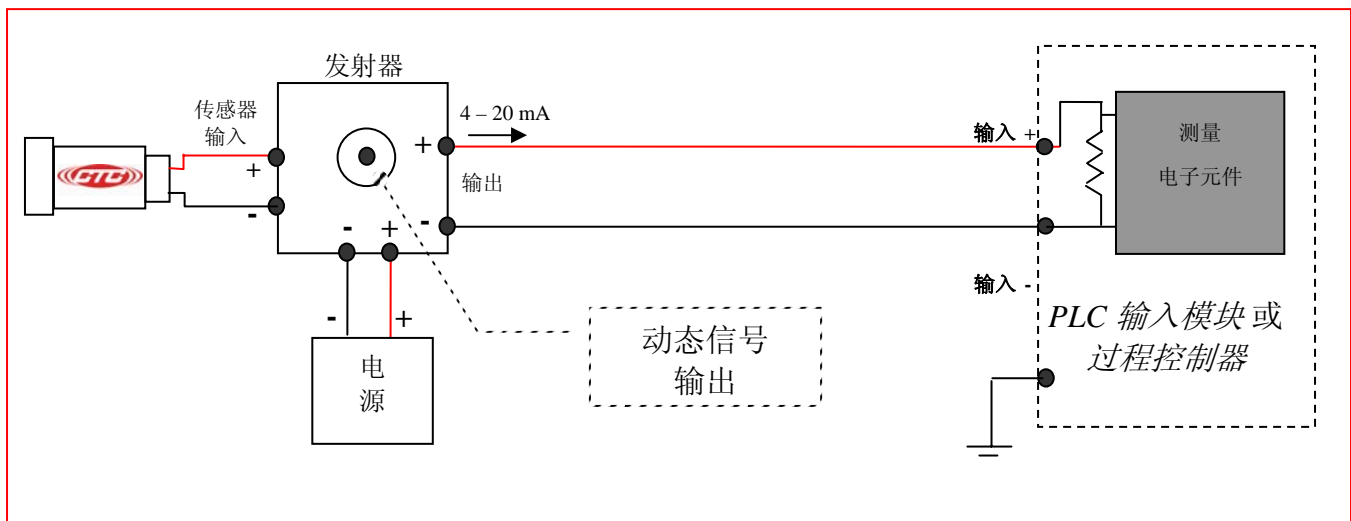 发射器
传感器
输入
4 – 20 mA
+
-
+
输出
-
-
+
-
+
电
源
动态信号
输出
CTC
输入 +
输入 -
测量
电子元件
PLC 输入模块或
过程控制器